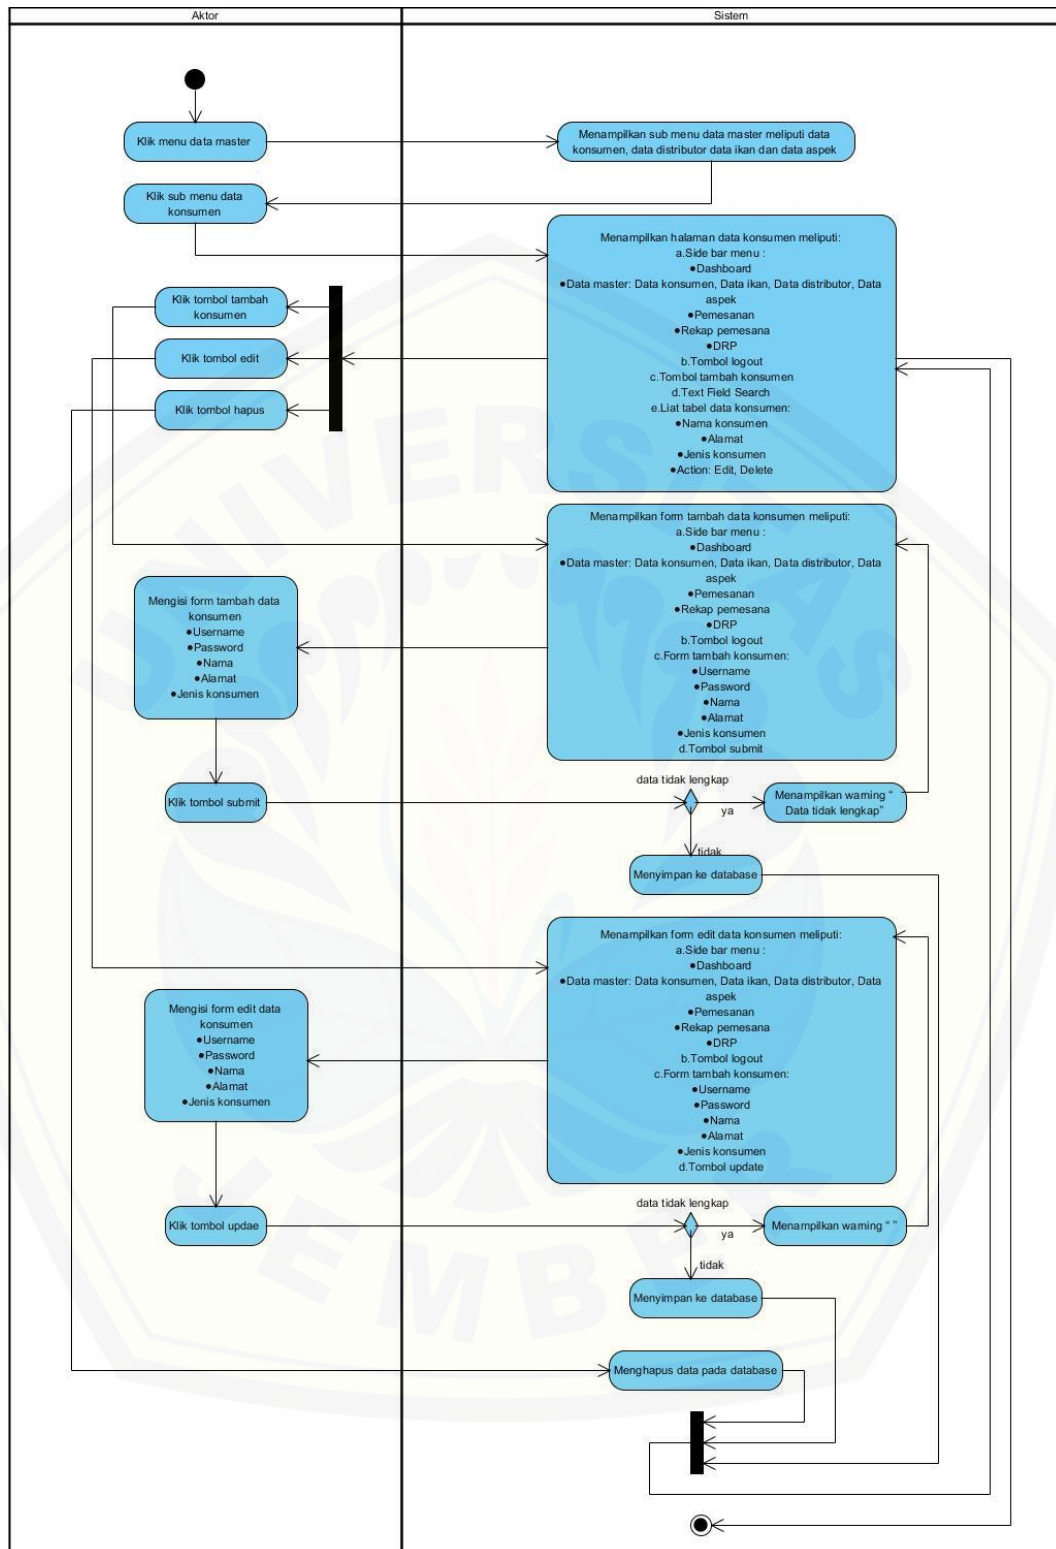 Aktor
Sistem
Klik menu data master
Menampilkan sub menu data master meliputi data
konsumen, data distributor data ikan dan data aspek
Klik sub menu data
konsumen
Menampilkan halaman data konsumen meliputi:
a.Side bar menu :
●Dashboard
●Data master: Data konsumen, Data ikan, Data distributor, Data
aspek
●Pemesanan
●Rekap pemesana
●DRP
b.Tombol logout
c.Tombol tambah konsumen
d.Text Field Search
e.Liat tabel data konsumen:
●Nama konsumen
●Alamat
●Jenis konsumen
●Action: Edit, Delete
Klik tombol tambah
konsumen
Klik tombol edit
Klik tombol hapus
Menampilkan form tambah data konsumen meliputi:
a.Side bar menu :
●Dashboard
●Data master: Data konsumen, Data ikan, Data distributor, Data
aspek
●Pemesanan
●Rekap pemesana
●DRP
b.Tombol logout
c.Form tambah konsumen:
●Username
●Password
●Nama
●Alamat
●Jenis konsumen
d.Tombol submit
Mengisi form tambah data
konsumen
●Username
●Password
●Nama
●Alamat
●Jenis konsumen
Klik tombol submit
data tidak lengkap
ya
Menampilkan warning “
Data tidak lengkap”
tidak
Menyimpan ke database
Menampilkan form edit data konsumen meliputi:
a.Side bar menu :
●Dashboard
●Data master: Data konsumen, Data ikan, Data distributor, Data
aspek
●Pemesanan
●Rekap pemesana
●DRP
b.Tombol logout
c.Form tambah konsumen:
●Username
●Password
●Nama
●Alamat
●Jenis konsumen
d.Tombol update
Mengisi form edit data
konsumen
●Username
●Password
●Nama
●Alamat
●Jenis konsumen
Klik tombol updae
data tidak lengkap
ya
Menampilkan warning “ ”
tidak
Menyimpan ke database
Menghapus data pada database
UNIVERSITAS
JEMBER